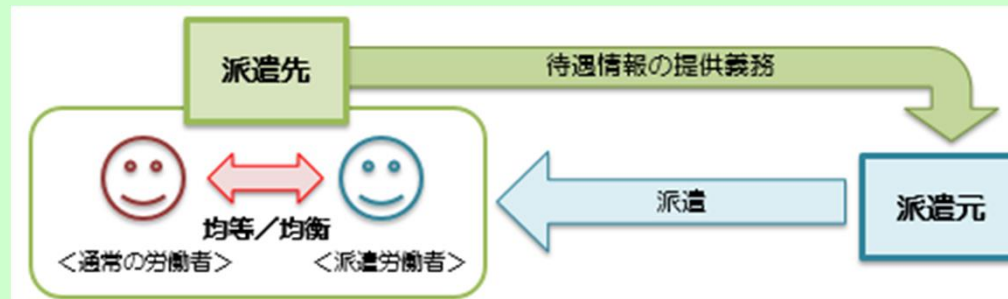 派遣先
待遇情報の提供義務
派遣
派遣元
均等／均衡
＜通常の労働者＞
＜派遣労働者＞